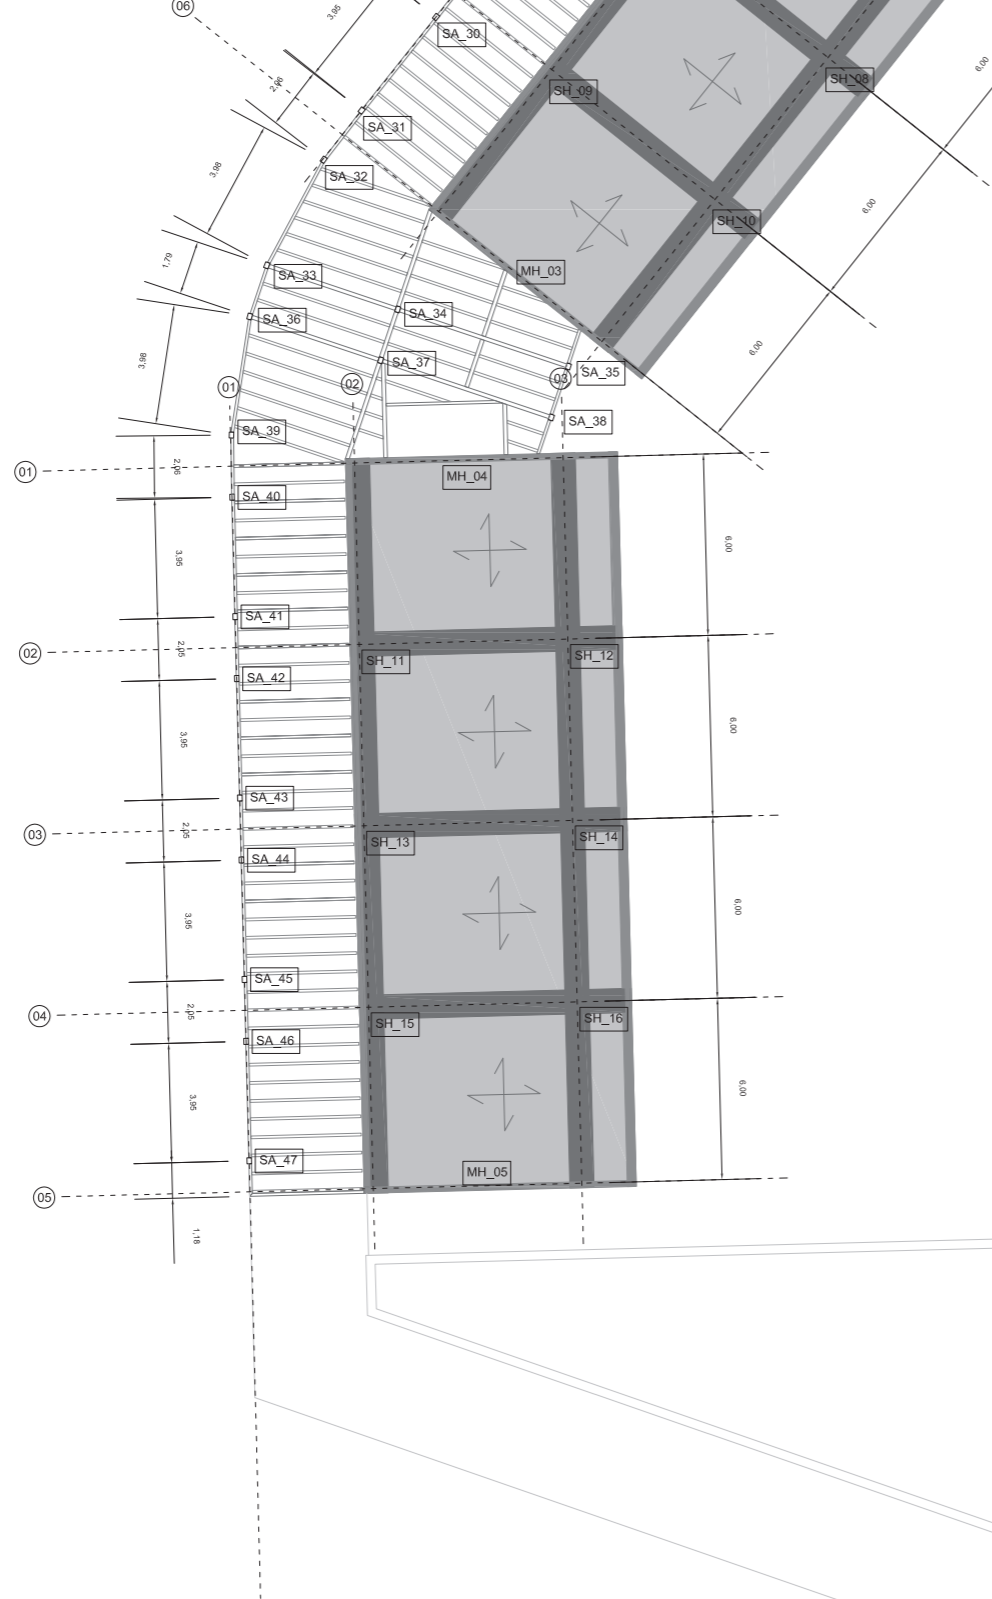 06
3,95
SA_30
2,06
SA_31
3,98
SA_32
SH_09
SH_08
6,00
SH_10
6,00
MH_03
1,79
SA_33
SA_36
SA_34
3,98
SA_37
6,00
SA_35
01
02
03
SA_38
SA_39
01
2,06
MH_04
SA_40
3,95
6,00
SA_41
02
2,05
SH_11
SH_12
SA_42
3,95
6,00
SA_43
03
2,05
SH_13
SH_14
SA_44
3,95
6,00
SA_45
04
2,05
SH_15
SH_16
SA_46
3,95
6,00
SA_47
MH_05
05
1,18